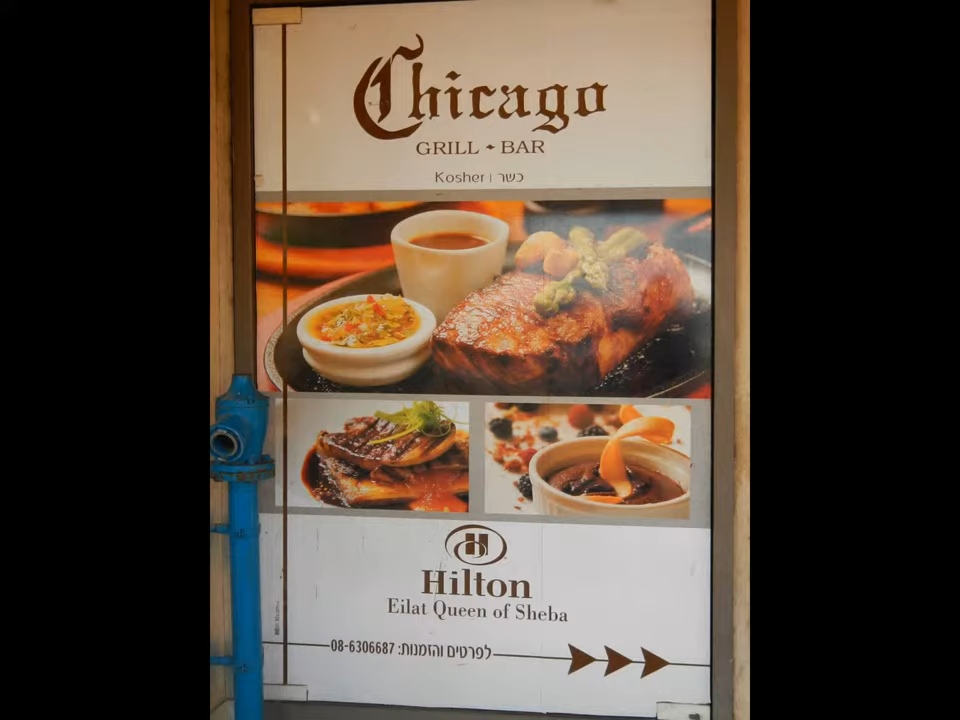 Chicago
GRILL • BAR
Kosher | כשר
H
Hilton
Eilat Queen of Sheba
לפרטים והזמנות: 08-6306687